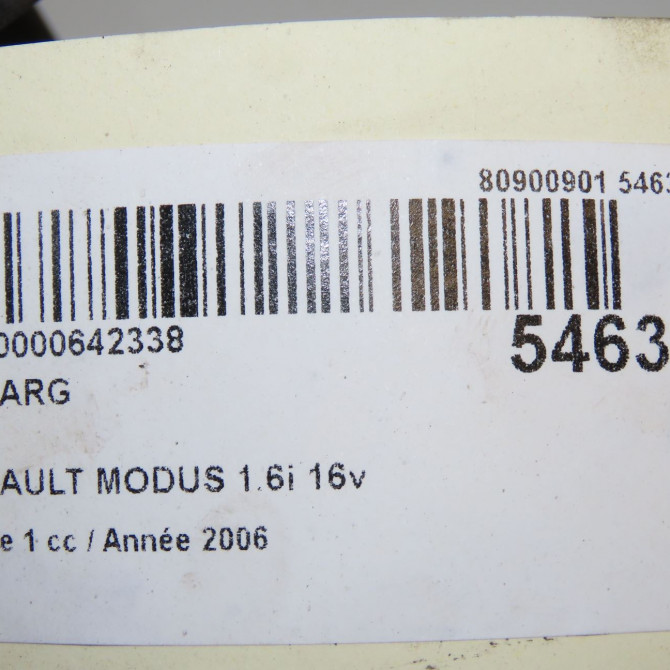 80900901 5463
0000642338
5463
ARG
AULT MODUS 1.6i 16v
e 1 cc / Année 2006